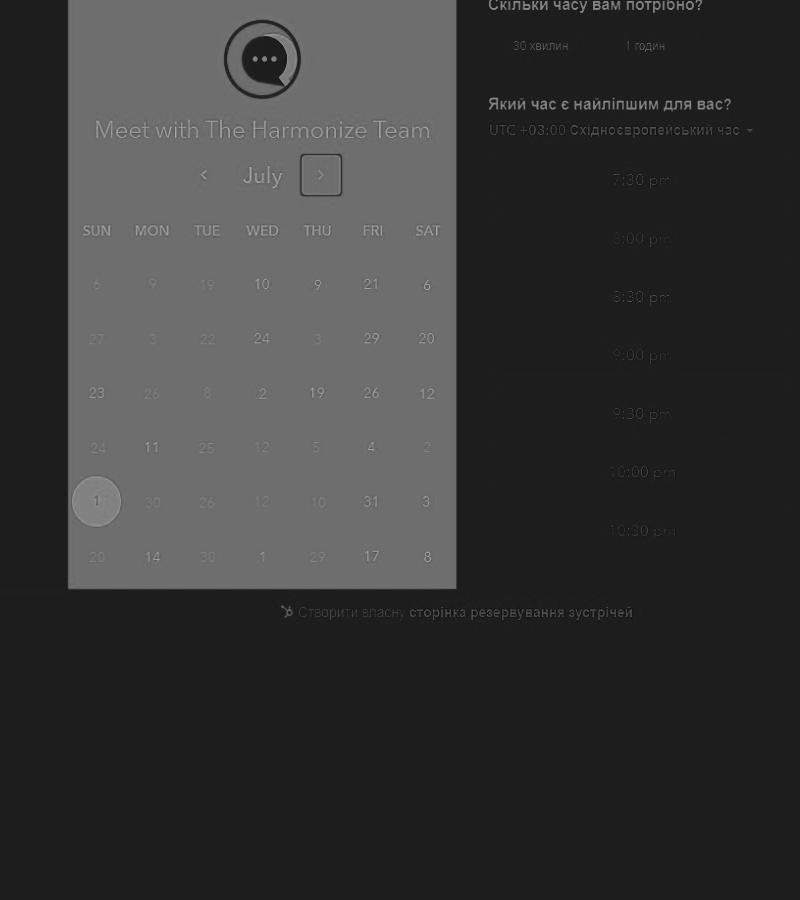 Скільки часу вам потрібно?
30 хвилин 1 годин
Який час є найліпшим для вас?
UTC +03:00 Східноєвропейський час
Meet with The Harmonize Team
July
SUN MON TUE WED THU FRI SAT
6 9 19 10 9 21 6
27 3 22 24 3 29 20
23 26 8 2 19 26 12
24 11 25 12 5 4 2
1 30 26 12 10 31 3
20 14 30 1 29 17 8
7:30 pm
8:00 pm
8:30 pm
9:00 pm
9:30 pm
10:00 pm
10:30 pm
Створити власну сторінка резервування зустрічей